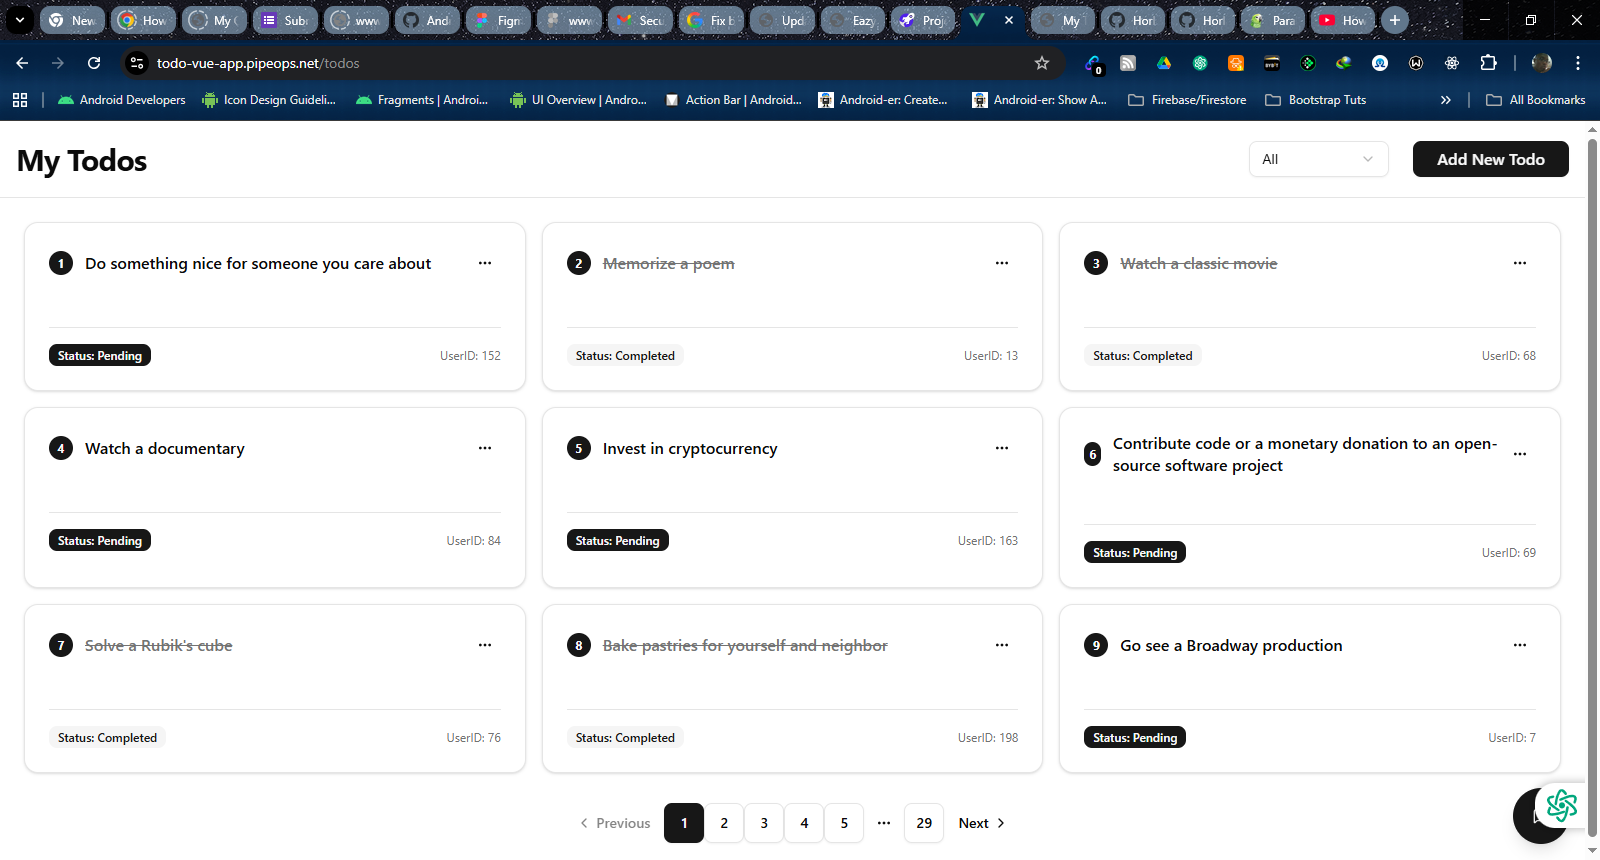 New
How
My C
Sub
www
And
Figm
www.
Secu
Fix b
Upd
Eazy
Proj
My T
Horl
Horl
Para
How
todo-vue-app.pipeops.net/todos
0
Android Developers
Icon Design Guideli...
Fragments | Androi...
UI Overview | Andro...
Action Bar | Android...
Android-er: Create...
Android-er: Show A...
Firebase/Firestore
Bootstrap Tuts
All Bookmarks
My Todos
All
Add New Todo
1 Do something nice for someone you care about
Status: Pending
UserID: 152
2 Memorize a poem
Status: Completed
UserID: 13
3 Watch a classic movie
Status: Completed
UserID: 68
4 Watch a documentary
Status: Pending
UserID: 84
5 Invest in cryptocurrency
Status: Pending
UserID: 163
6 Contribute code or a monetary donation to an open-
source software project
Status: Pending
UserID: 69
7 Solve a Rubik's cube
Status: Completed
UserID: 76
8 Bake pastries for yourself and neighbor
Status: Completed
UserID: 198
9 Go see a Broadway production
Status: Pending
UserID: 7
Previous 1 2 3 4 5 ... 29 Next